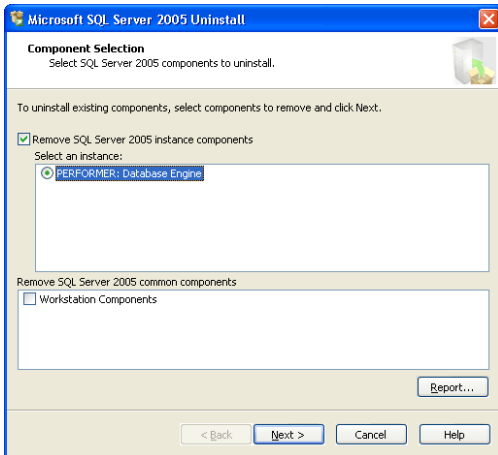 Microsoft SQL Server 2005 Uninstall
Component Selection
Select SQL Server 2005 components to uninstall.
To uninstall existing components, select components to remove and click Next.
Remove SQL Server 2005 instance components
Select an instance:
PERFORMER: Database Engine
Remove SQL Server 2005 common components
Workstation Components
Report...
< Back Next > Cancel Help